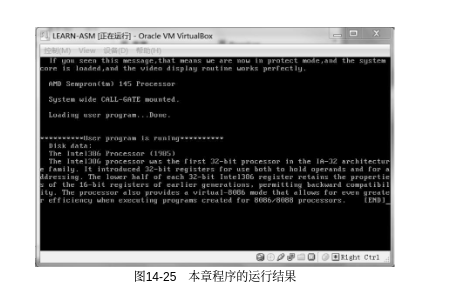 LEARN-ASM [正在运行] - Oracle VM VirtualBox
控制(M) View 设备(D) 帮助(H)
If you seen this message,that means we are now in protect mode,and the system
core is loaded,and the video display routine works perfectly.
AMD Sempron(tm) 145 Processor
System wide CALL-GATE mounted.
Loading user program...Done.
**********User program is runing**********
Disk data:
The Intel386 Processor (1985)
The Intel386 processor was the first 32-bit processor in the IA-32 architectur
e family. It introduced 32-bit registers for use both to hold operands and for a
ddressing. The lower half of each 32-bit Intel386 register retains the propertie
s of the 16-bit registers of earlier generations, permitting backward compatibil
ity. The processor also provides a virtual-8086 mode that allows for even greate
r efficiency when executing programs created for 8086/8088 processors. [END]_
Right Ctrl
图14-25 本章程序的运行结果